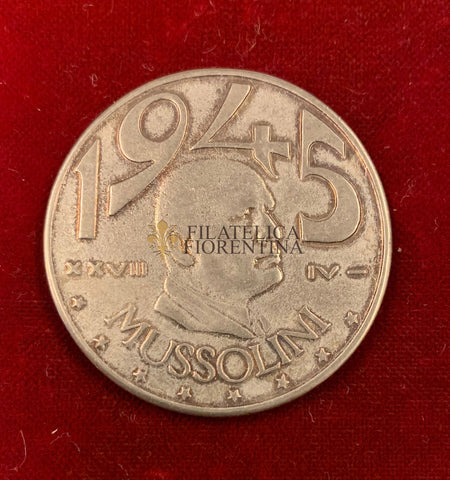 1945
FILATELICA
FIORENTINA
XXVIII IV
MUSSOLINI